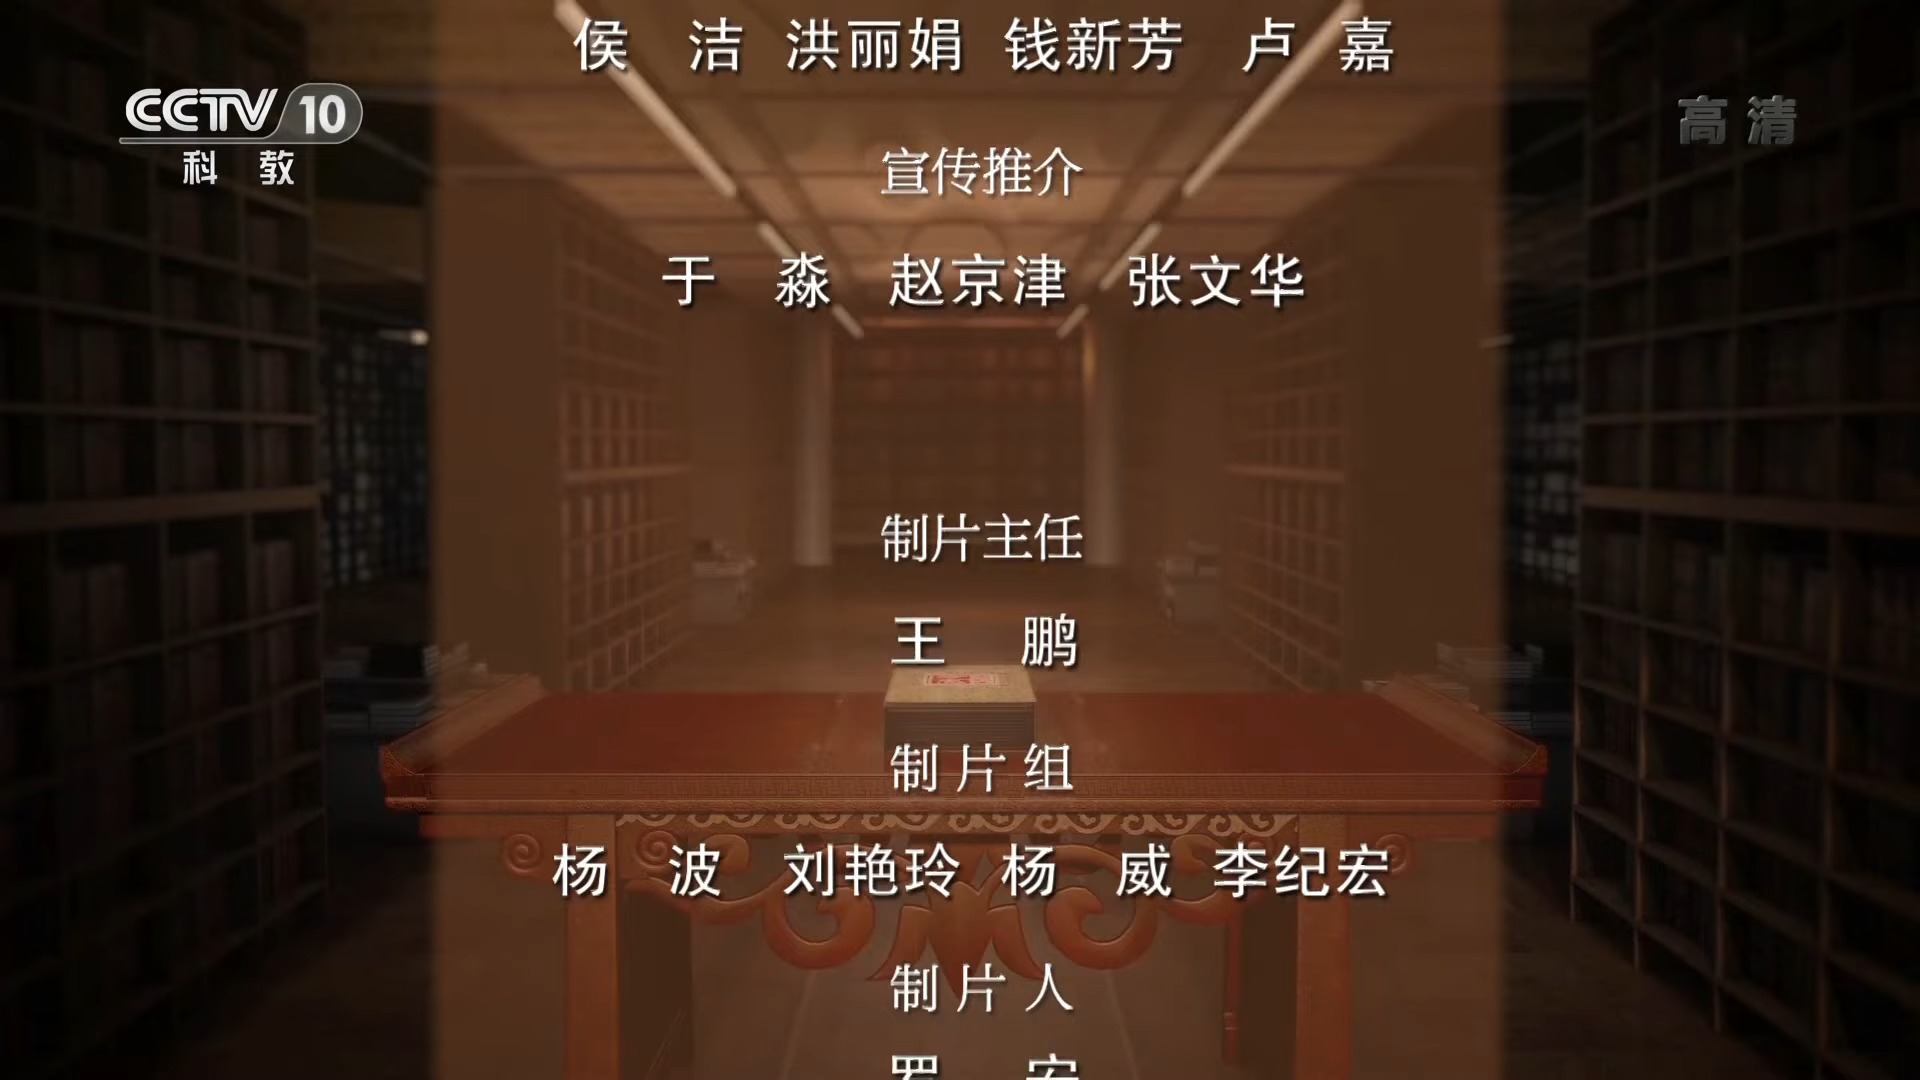 侯 洁 洪丽娟 钱新芳 卢 嘉
CCTV 10
高清
科 教
宣传推介
于 淼 赵京津 张文华
制片主任
王 鹏
制片组
杨 波 刘艳玲 杨 威 李纪宏
制片人